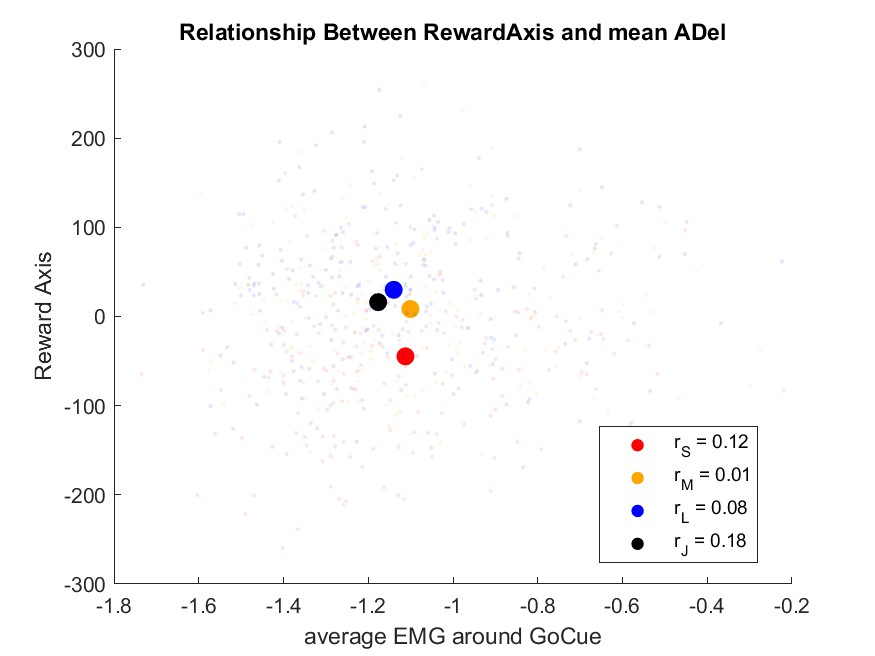 Relationship Between RewardAxis and mean ADel
300
200
100
0
-100
-200
-300
Reward Axis
-1.8 -1.6 -1.4 -1.2 -1 -0.8 -0.6 -0.4 -0.2
average EMG around GoCue
r_S = 0.12
r_M = 0.01
r_L = 0.08
r_J = 0.18